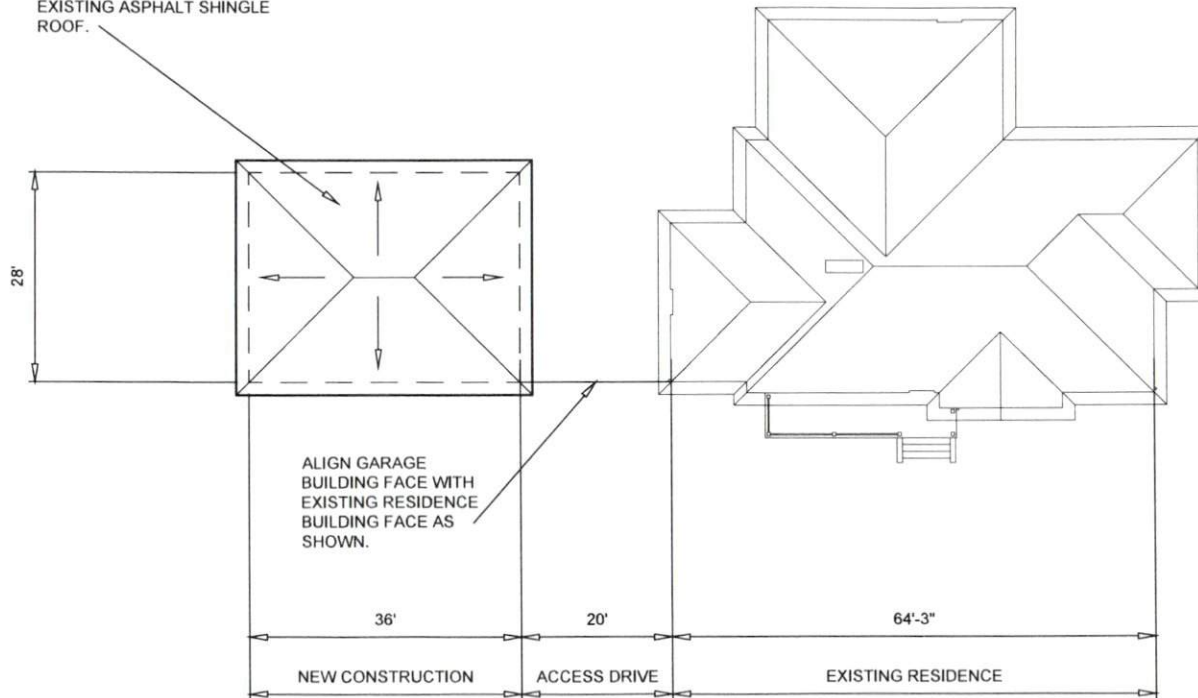 EXISTING ASPHALT SHINGLE
ROOF.
28'
ALIGN GARAGE
BUILDING FACE WITH
EXISTING RESIDENCE
BUILDING FACE AS
SHOWN.
36'
20'
64'-3"
NEW CONSTRUCTION
ACCESS DRIVE
EXISTING RESIDENCE